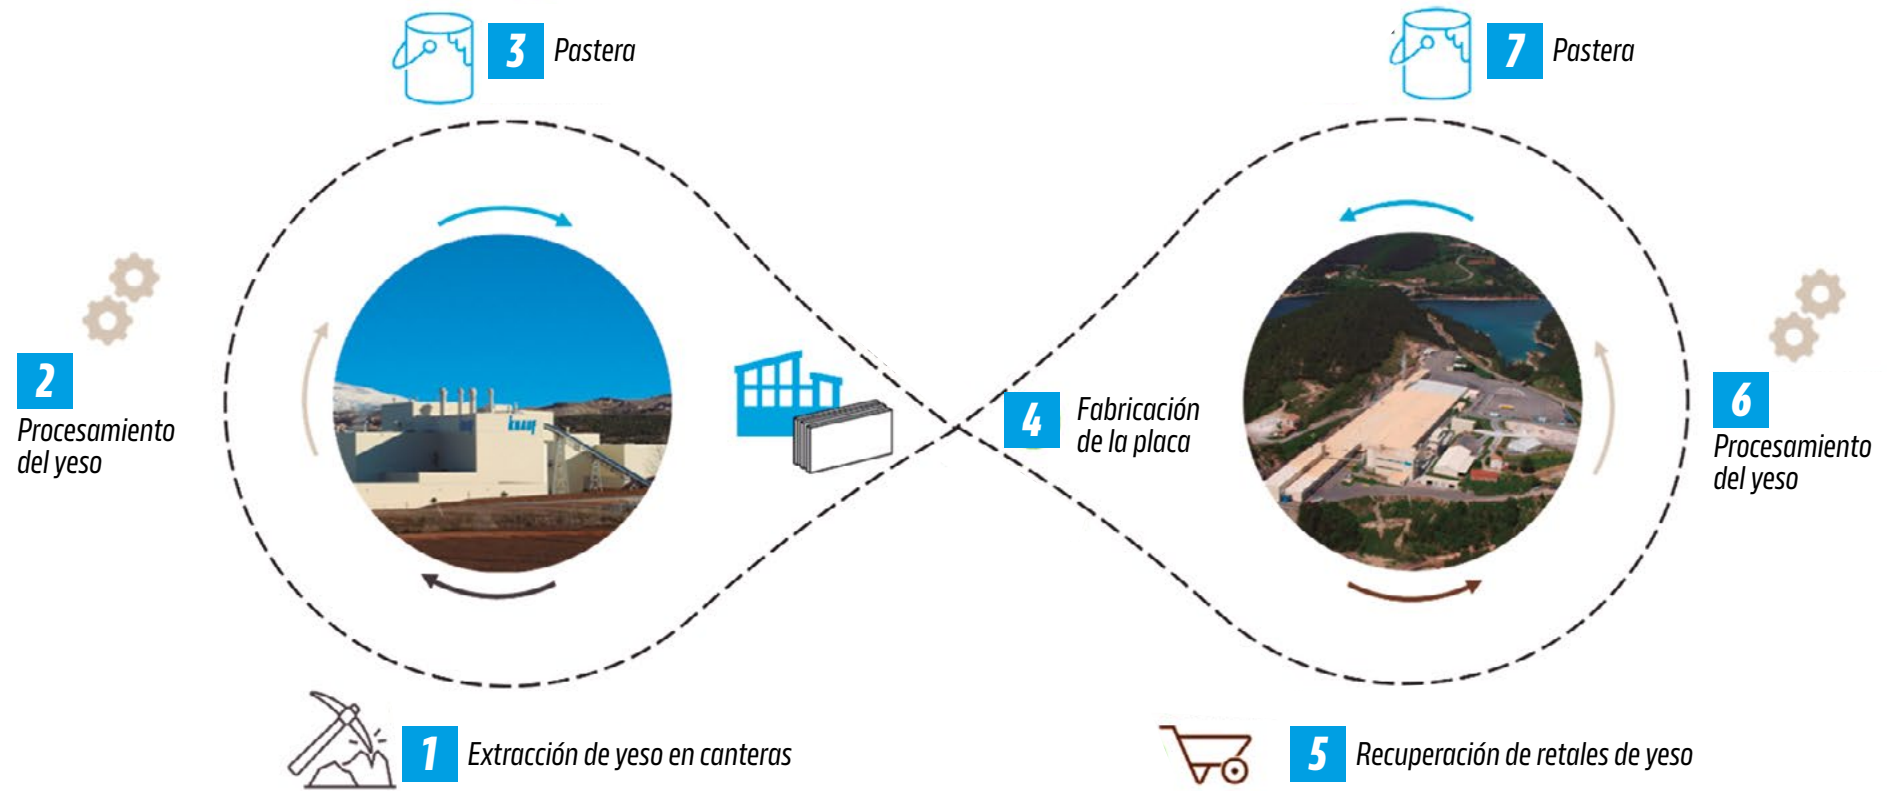 3 Pastera
7 Pastera
2
Procesamiento
del yeso
KNAUF
4 Fabricación
de la placa
6
Procesamiento
del yeso
1 Extracción de yeso en canteras
5 Recuperación de retales de yeso